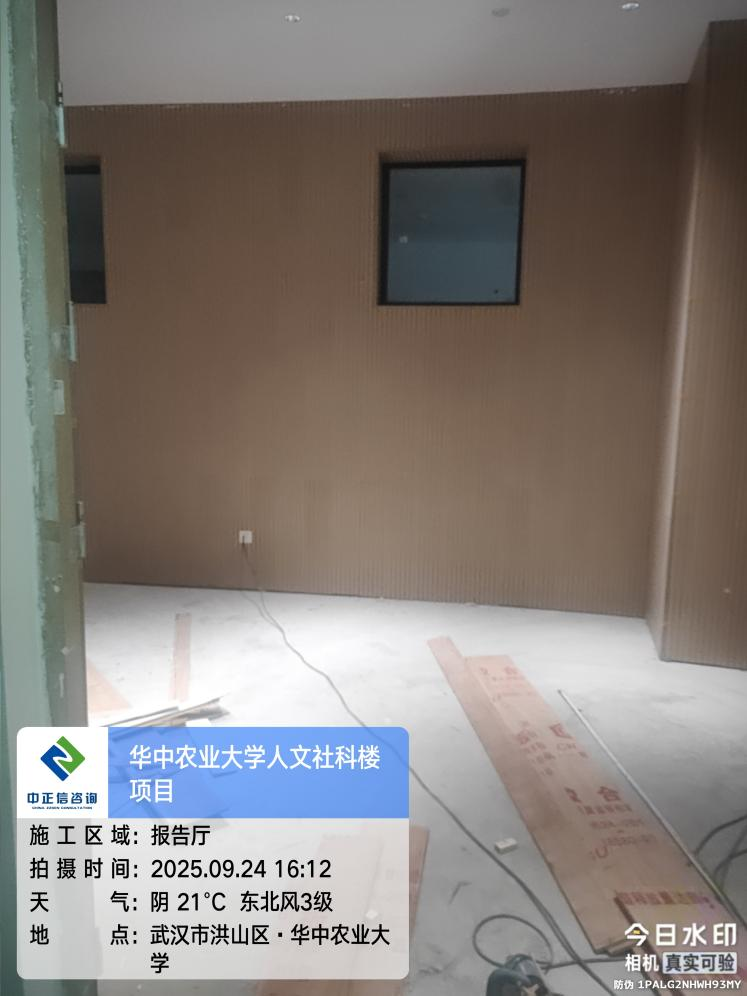 中正信咨询
华中农业大学人文社科楼
项目
施工区域：报告厅
拍摄时间：2025.09.24 16:12
天气：阴 21℃ 东北风3级
地点：武汉市洪山区·华中农业大
学
今日水印
相机 真实可验
防伪 1PALG2NHWH93MY